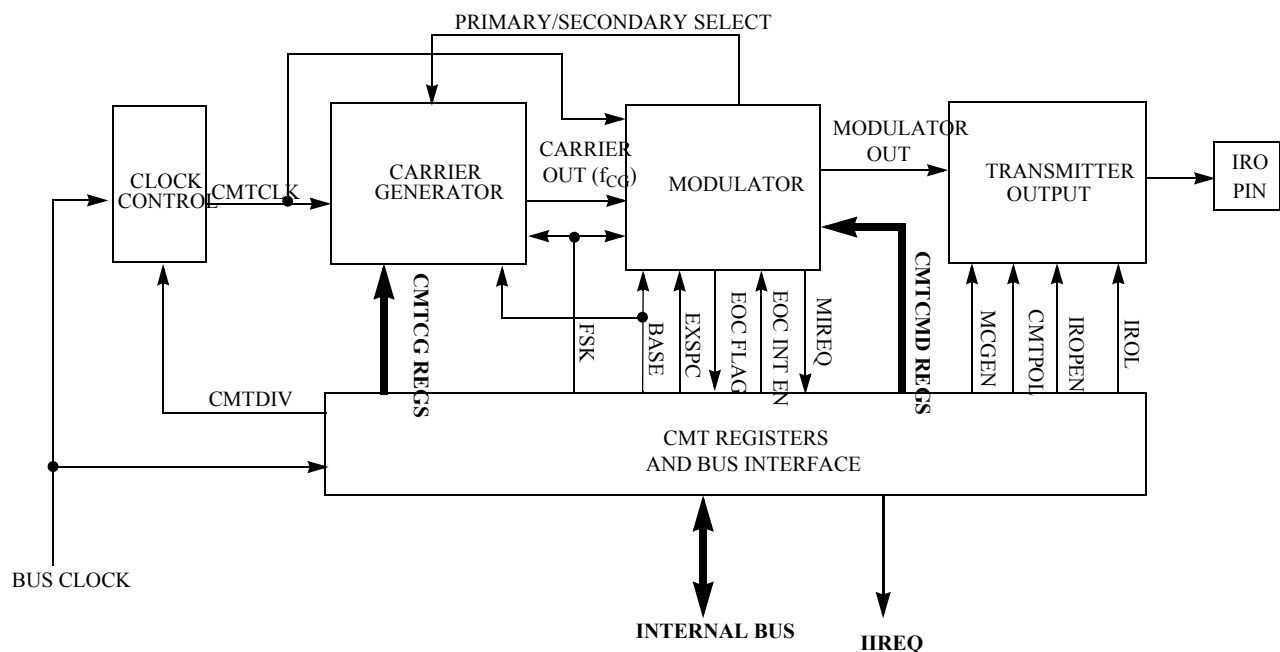 PRIMARY/SECONDARY SELECT
CLOCK
CONTROL
CMTCLK
CARRIER
GENERATOR
CARRIER
OUT (fCG)
MODULATOR
MODULATOR
OUT
TRANSMITTER
OUTPUT
IRO
PIN
CMTCG REGS
FSK
BASE
EXSPC
EOC FLAG
EOC INT EN
MIREQ
CMTCMD REGS
MCGEN
CMTPOL
IROPEN
IROL
CMTDIV
CMT REGISTERS
AND BUS INTERFACE
BUS CLOCK
INTERNAL BUS
IIREQ